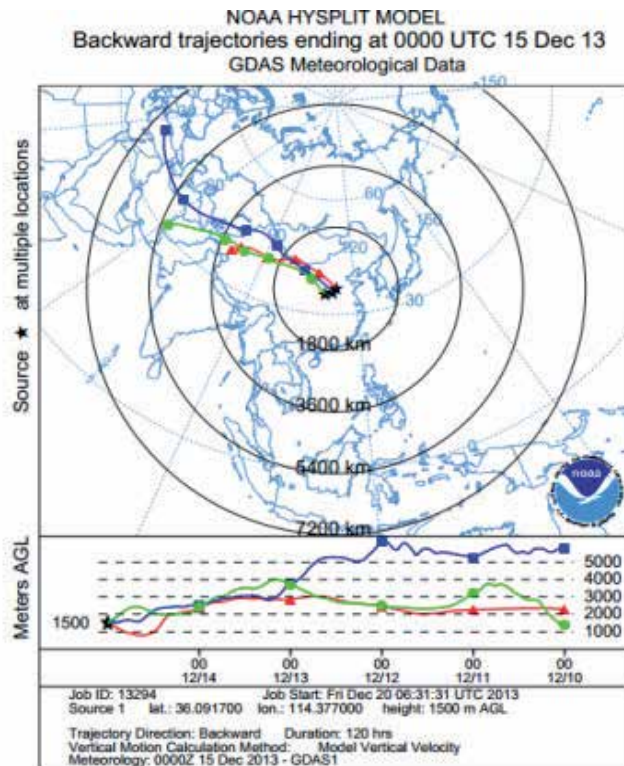 NOAA HYSPLIT MODEL
Backward trajectories ending at 0000 UTC 15 Dec 13
GDAS Meteorological Data
Source ★ at multiple locations
-150
60
150
120
30
1800 km
3600 km
5400 km
7200 km
noaa
Meters AGL
1500
5000
4000
3000
2000
1000
00 00 00 00 00
12/14 12/13 12/12 12/11 12/10
Job ID: 13294 Job Start: Fri Dec 20 06:31:31 UTC 2013
Source 1 lat.: 36.091700 lon.: 114.377000 height: 1500 m AGL
Trajectory Direction: Backward Duration: 120 hrs
Vertical Motion Calculation Method: Model Vertical Velocity
Meteorology: 0000Z 15 Dec 2013 - GDAS1